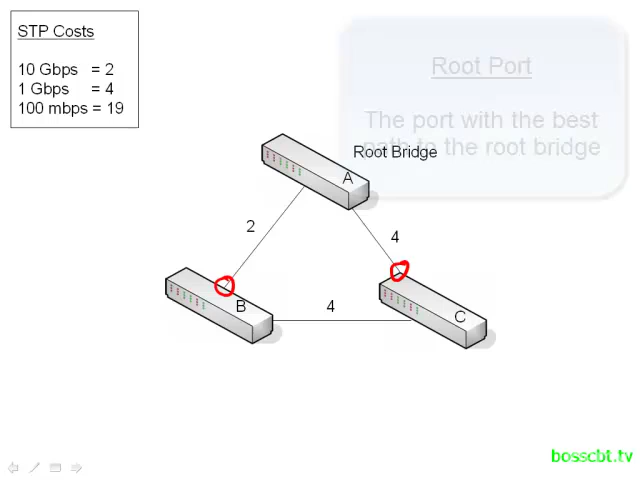 STP Costs
10 Gbps = 2
1 Gbps = 4
100 mbps = 19
Root Port
The port with the best
path to the root bridge
Root Bridge
A
2
4
B
4
C
bosscbt.tv